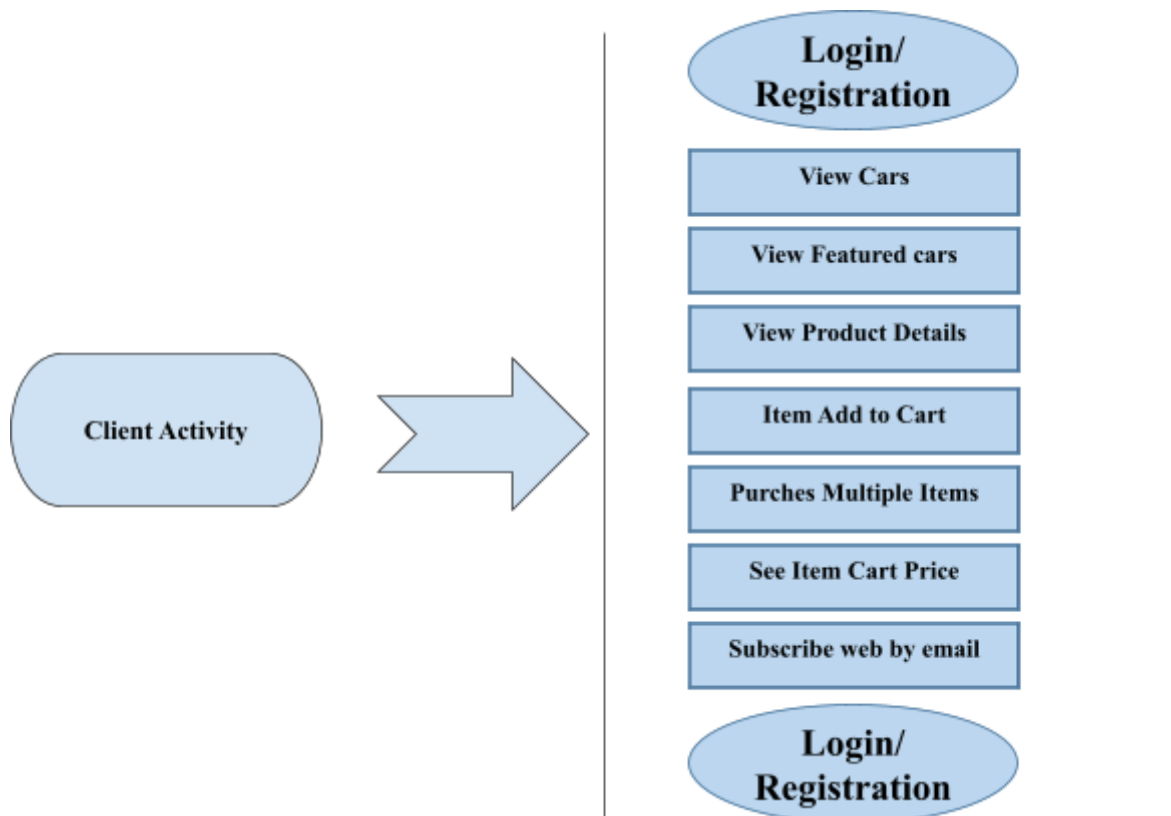 Login/
Registration
View Cars
View Featured cars
View Product Details
Client Activity
Item Add to Cart
Purches Multiple Items
See Item Cart Price
Subscribe web by email
Login/
Registration